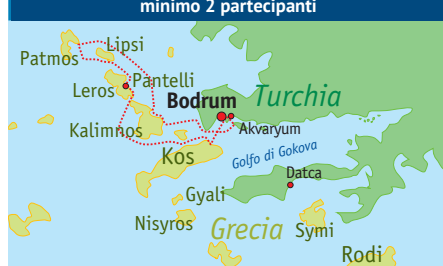 minimo 2 partecipanti
Lipsi
Patmos
Pantelli
Leros
Bodrum
Turchia
Akvaryum
Kalimnos
Kos
Golfo di Gokova
Datca
Gyali
Nisyros
Grecia
Symi
Rodi